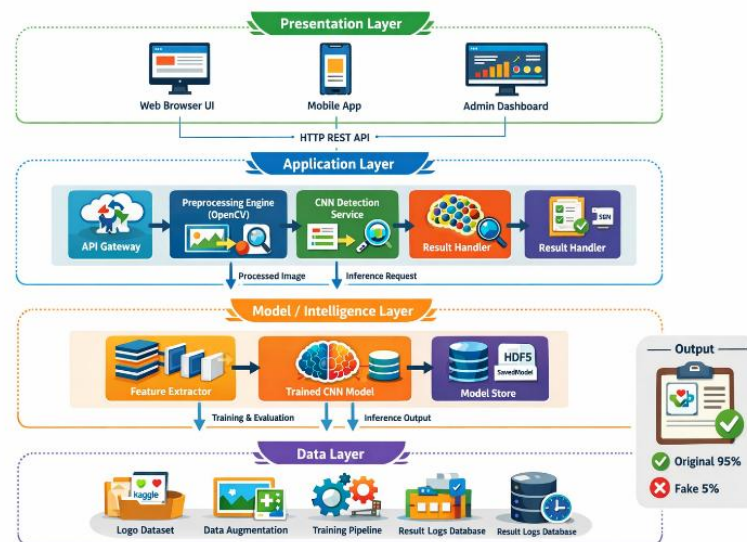 Presentation Layer
Web Browser UI
Mobile App
Admin Dashboard
HTTP REST API
Application Layer
API Gateway
Preprocessing Engine
(OpenCV)
CNN Detection
Service
Result Handler
SGN
Result Handler
Processed Image
Inference Request
Model / Intelligence Layer
Feature Extractor
Trained CNN Model
HDF5
SavedModel
Model Store
Training & Evaluation
Inference Output
Output
Original 95%
Fake 5%
Data Layer
kaggle
Logo Dataset
Data Augmentation
Training Pipeline
Result Logs Database
Result Logs Database